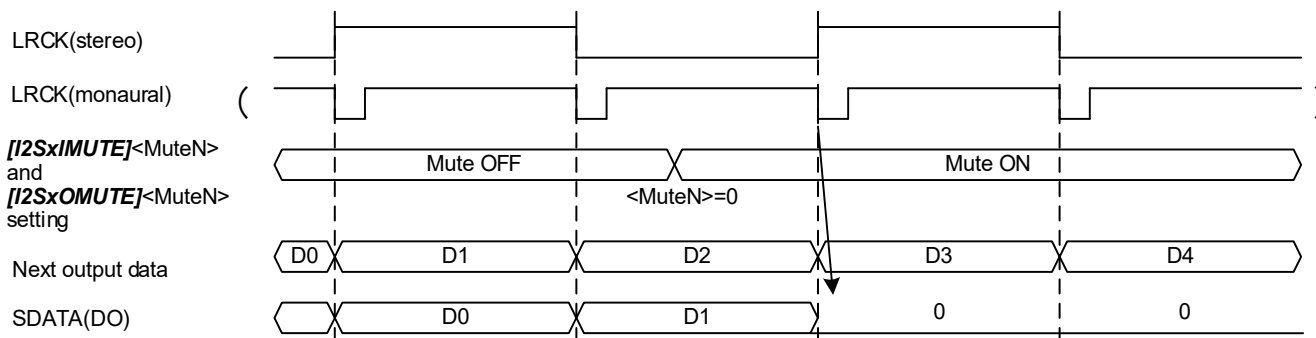 LRCK(stereo)
LRCK(monaural) (
[I2SxIMUTE]<MuteN>
and
[I2SxOMUTE]<MuteN>
setting
Mute OFF
Mute ON
<MuteN>=0
Next output data
D0
D1
D2
D3
D4
SDATA(DO)
D0
D1
0
0